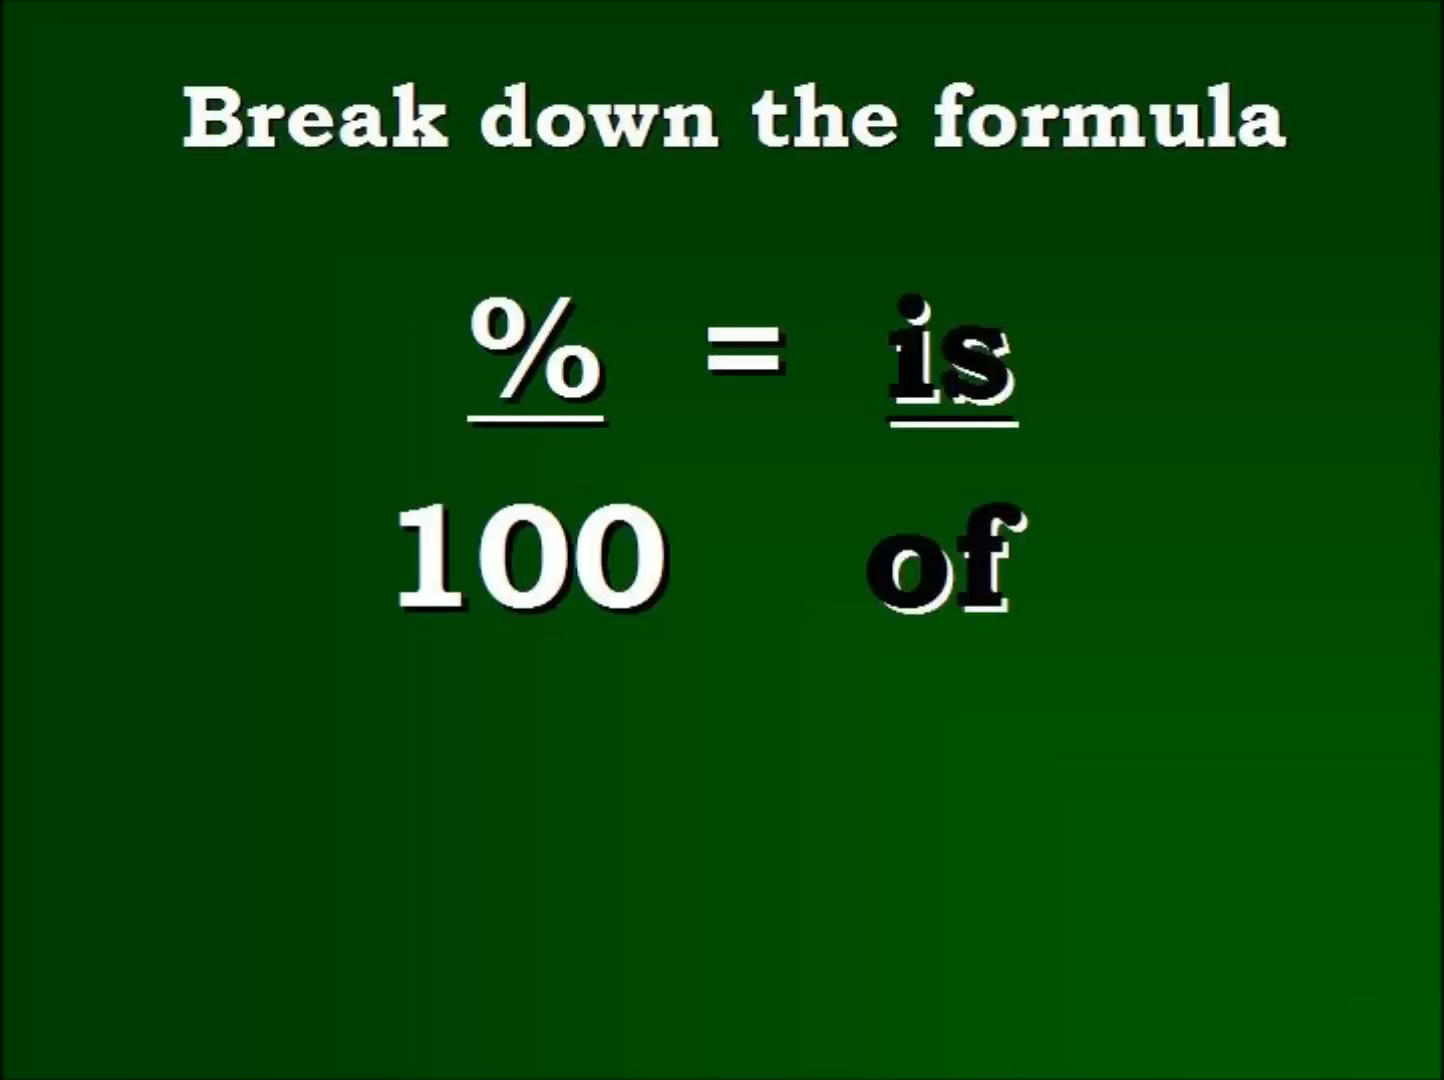 Break down the formula
% = is
100 of